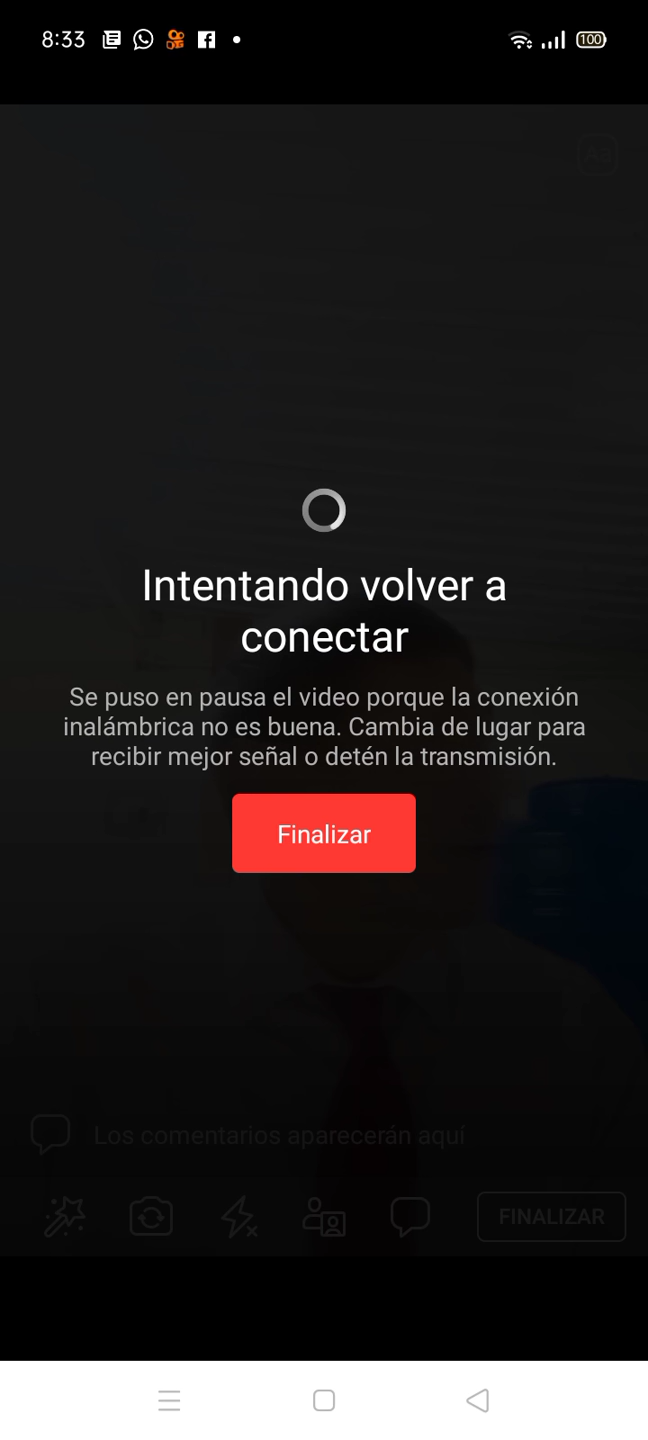 8:33
100
Intentando volver a
conectar
Se puso en pausa el video porque la conexión
inalámbrica no es buena. Cambia de lugar para
recibir mejor señal o detén la transmisión.
Finalizar
Los comentarios aparecerán aquí
FINALIZAR